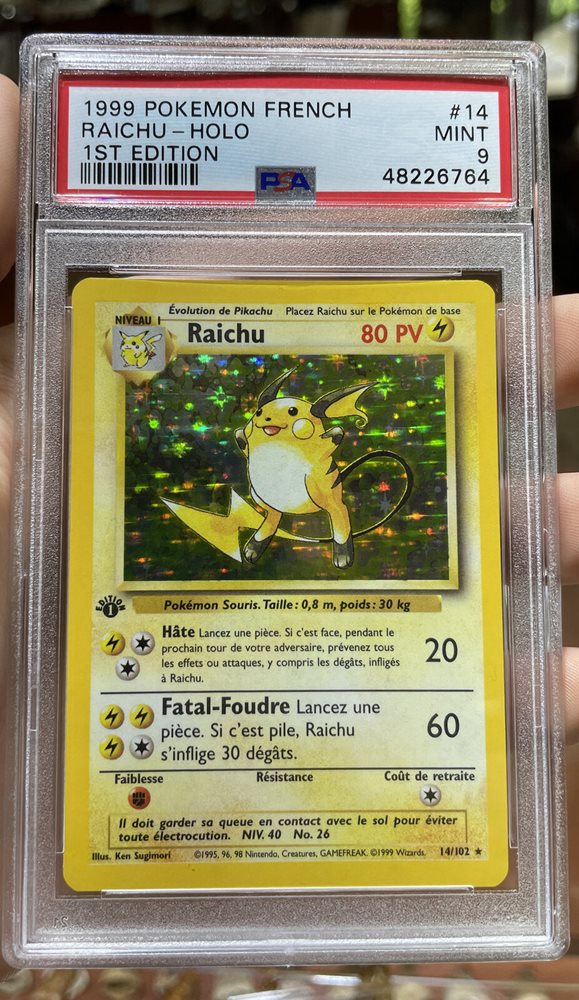 1999 POKEMON FRENCH #14
RAICHU - HOLO MINT
1ST EDITION 9
PSA 48226764
Évolution de Pikachu Placez Raichu sur le Pokémon de base
NIVEAU I
Raichu 80 PV
EDITION 1
Pokémon Souris. Taille: 0,8 m, poids: 30 kg
Hâte Lancez une pièce. Si c'est face, pendant le
prochain tour de votre adversaire, prévenez tous
les effets ou attaques, y compris les dégâts, infligés
à Raichu.
20
Fatal-Foudre Lancez une
pièce. Si c'est pile, Raichu
s'inflige 30 dégâts.
60
Faiblesse Résistance Coût de retraite
Il doit garder sa queue en contact avec le sol pour éviter
toute électrocution. NIV. 40 No. 26
Illus. Ken Sugimori ©1995, 96, 98 Nintendo, Creatures, GAMEFREAK. ©1999 Wizards. 14/102 ★